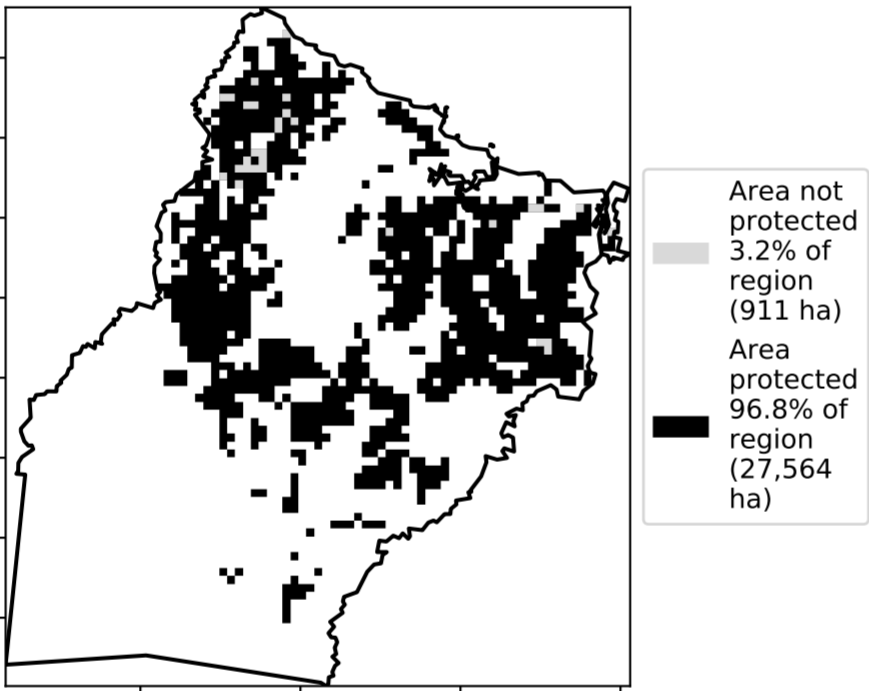 Area not
protected
3.2% of
region
(911 ha)
Area
protected
96.8% of
region
(27,564
ha)